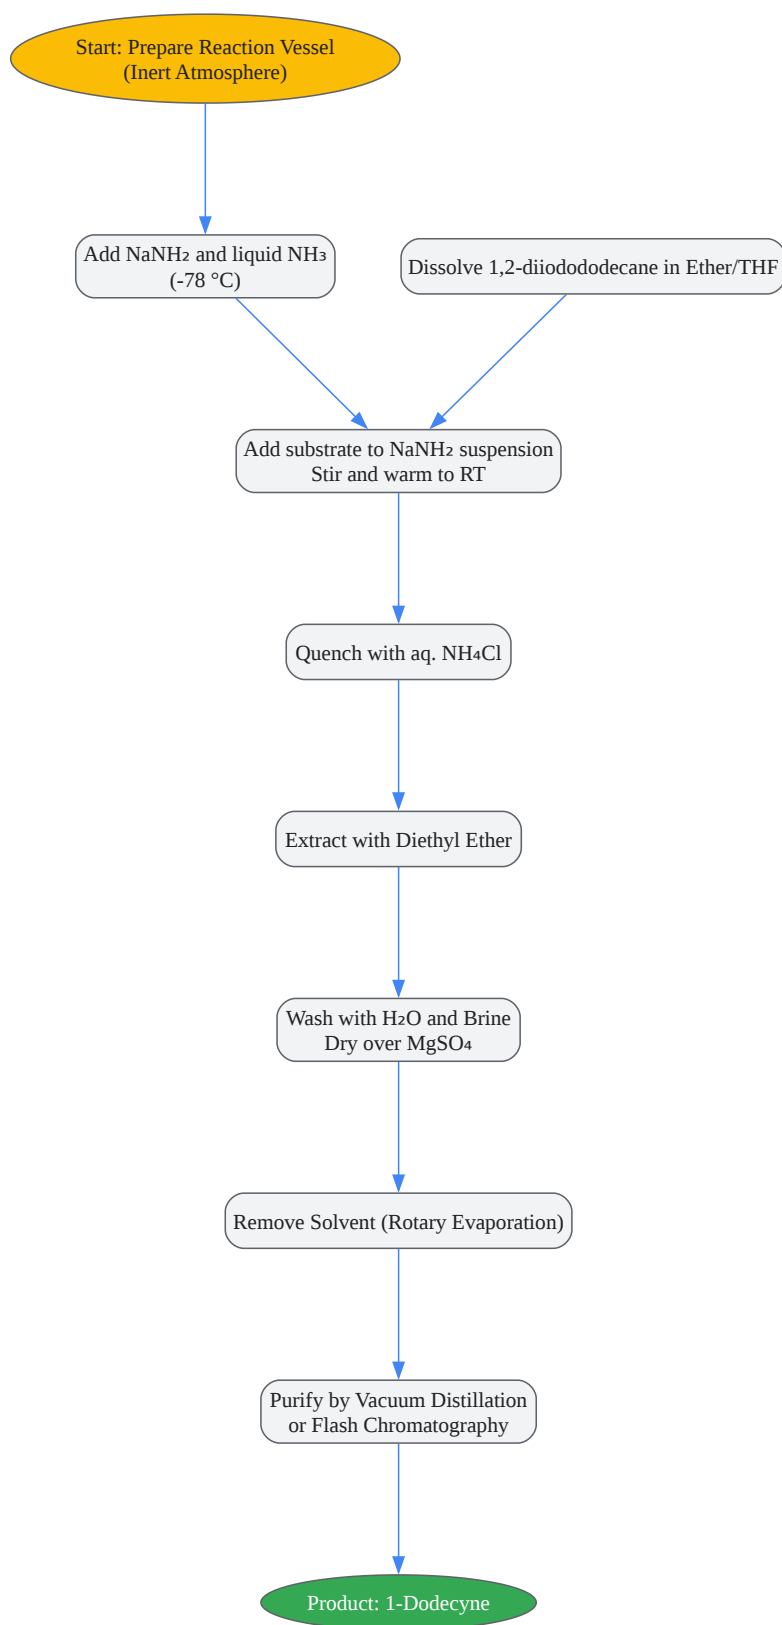 Start: Prepare Reaction Vessel
(Inert Atmosphere)
Add NaNH₂ and liquid NH₃
(-78 °C)
Dissolve 1,2-diiodododecane in Ether/THF
Add substrate to NaNH₂ suspension
Stir and warm to RT
Quench with aq. NH₄Cl
Extract with Diethyl Ether
Wash with H₂O and Brine
Dry over MgSO₄
Remove Solvent (Rotary Evaporation)
Purify by Vacuum Distillation
or Flash Chromatography
Product: 1-Dodecyne